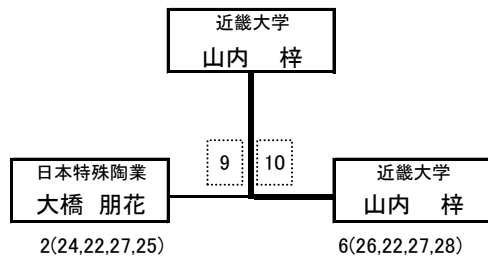 近畿大学
山内　梓
9 10
日本特殊陶業
大橋 朋花
近畿大学
山内　梓
2(24,22,27,25)
6(26,22,27,28)